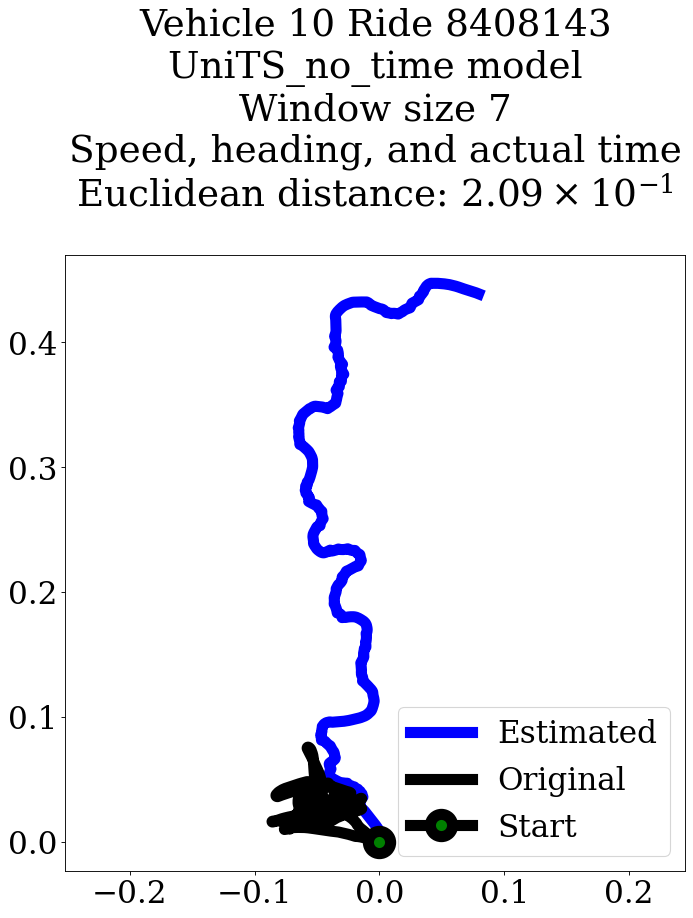 Vehicle 10 Ride 8408143
UniTS_no_time model
Window size 7
Speed, heading, and actual time
Euclidean distance: 2.09 × 10⁻¹
0.4
0.3
0.2
0.1
0.0
Estimated
Original
Start
−0.2 −0.1 0.0 0.1 0.2